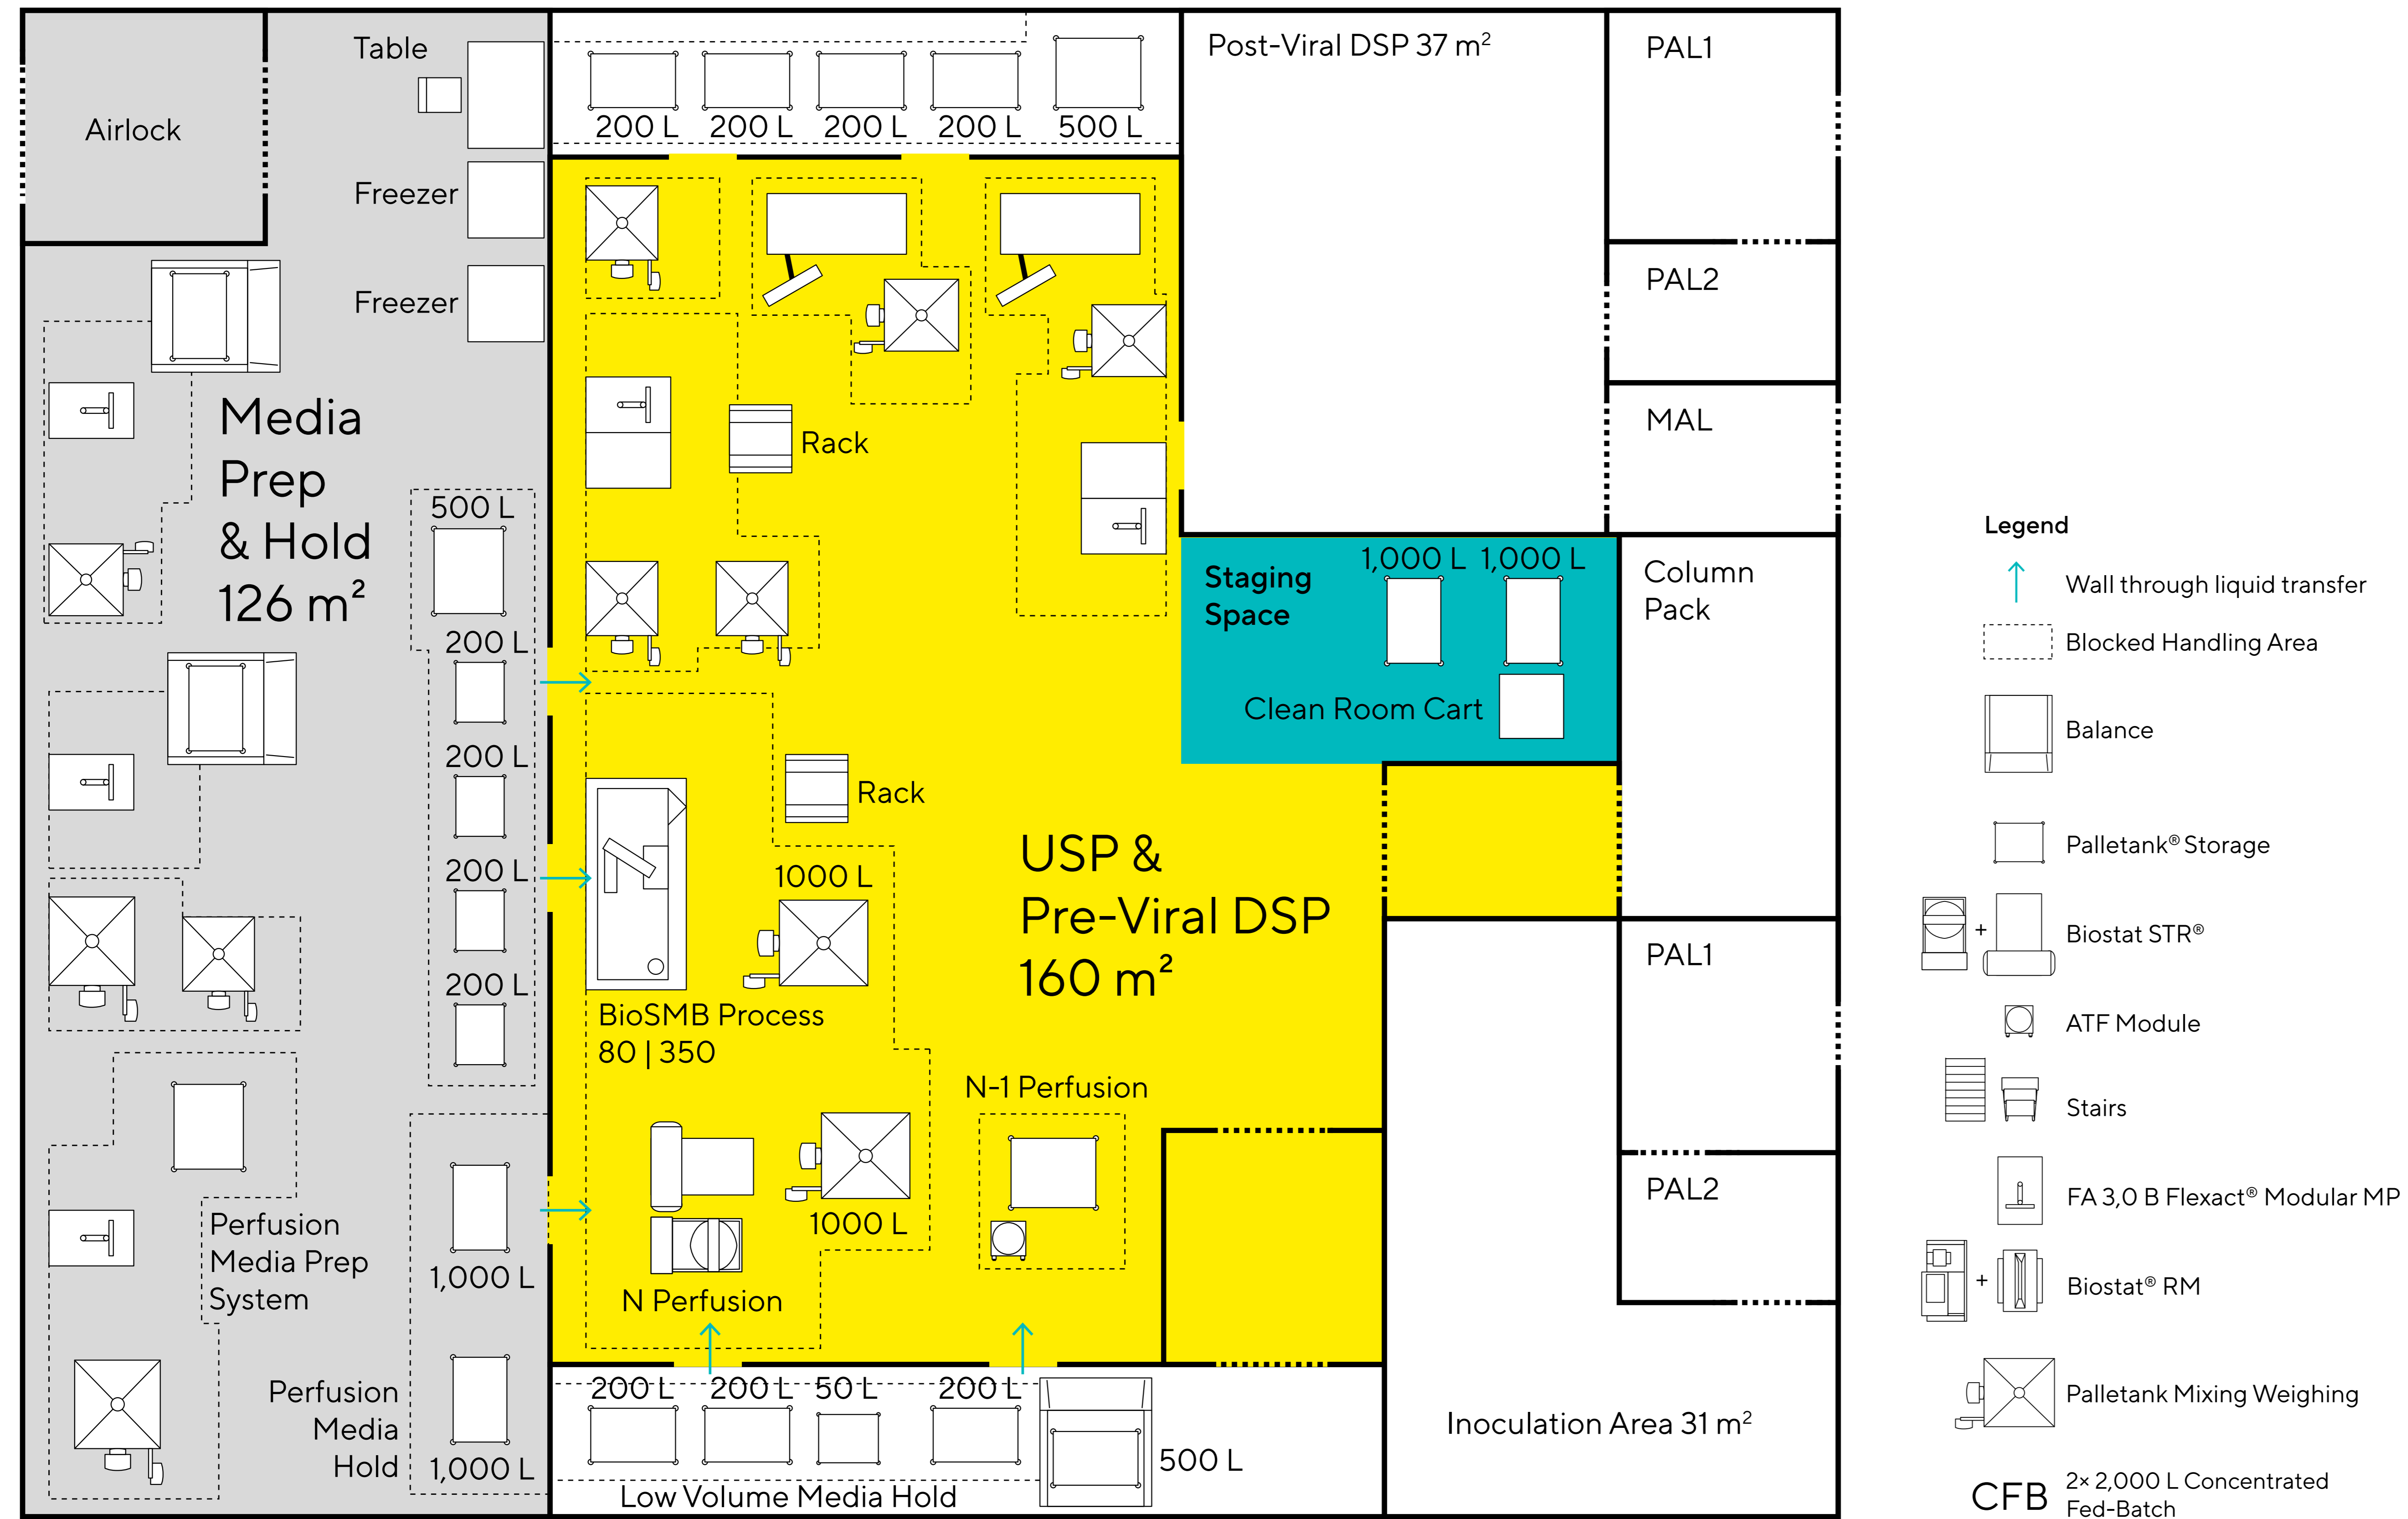 Airlock
Table
Freezer
Freezer
Media
Prep
& Hold
126 m²
500 L
200 L
200 L
200 L
200 L
Perfusion
Media Prep
System
1,000 L
Perfusion
Media
Hold
1,000 L
200 L
200 L
200 L
200 L
500 L
Rack
Rack
1000 L
BioSMB Process
80 | 350
USP &
Pre-Viral DSP
160 m²
N-1 Perfusion
1000 L
N Perfusion
200 L
200 L
50 L
200 L
500 L
Low Volume Media Hold
Post-Viral DSP 37 m²
PAL1
PAL2
MAL
Staging
Space
1,000 L
1,000 L
Clean Room Cart
Column
Pack
PAL1
PAL2
Inoculation Area 31 m²
Legend
Wall through liquid transfer
Blocked Handling Area
Balance
Palletank® Storage
+
Biostat STR®
ATF Module
Stairs
FA 3,0 B Flexact® Modular MP
+
Biostat® RM
Palletank Mixing Weighing
CFB
2× 2,000 L Concentrated
Fed-Batch